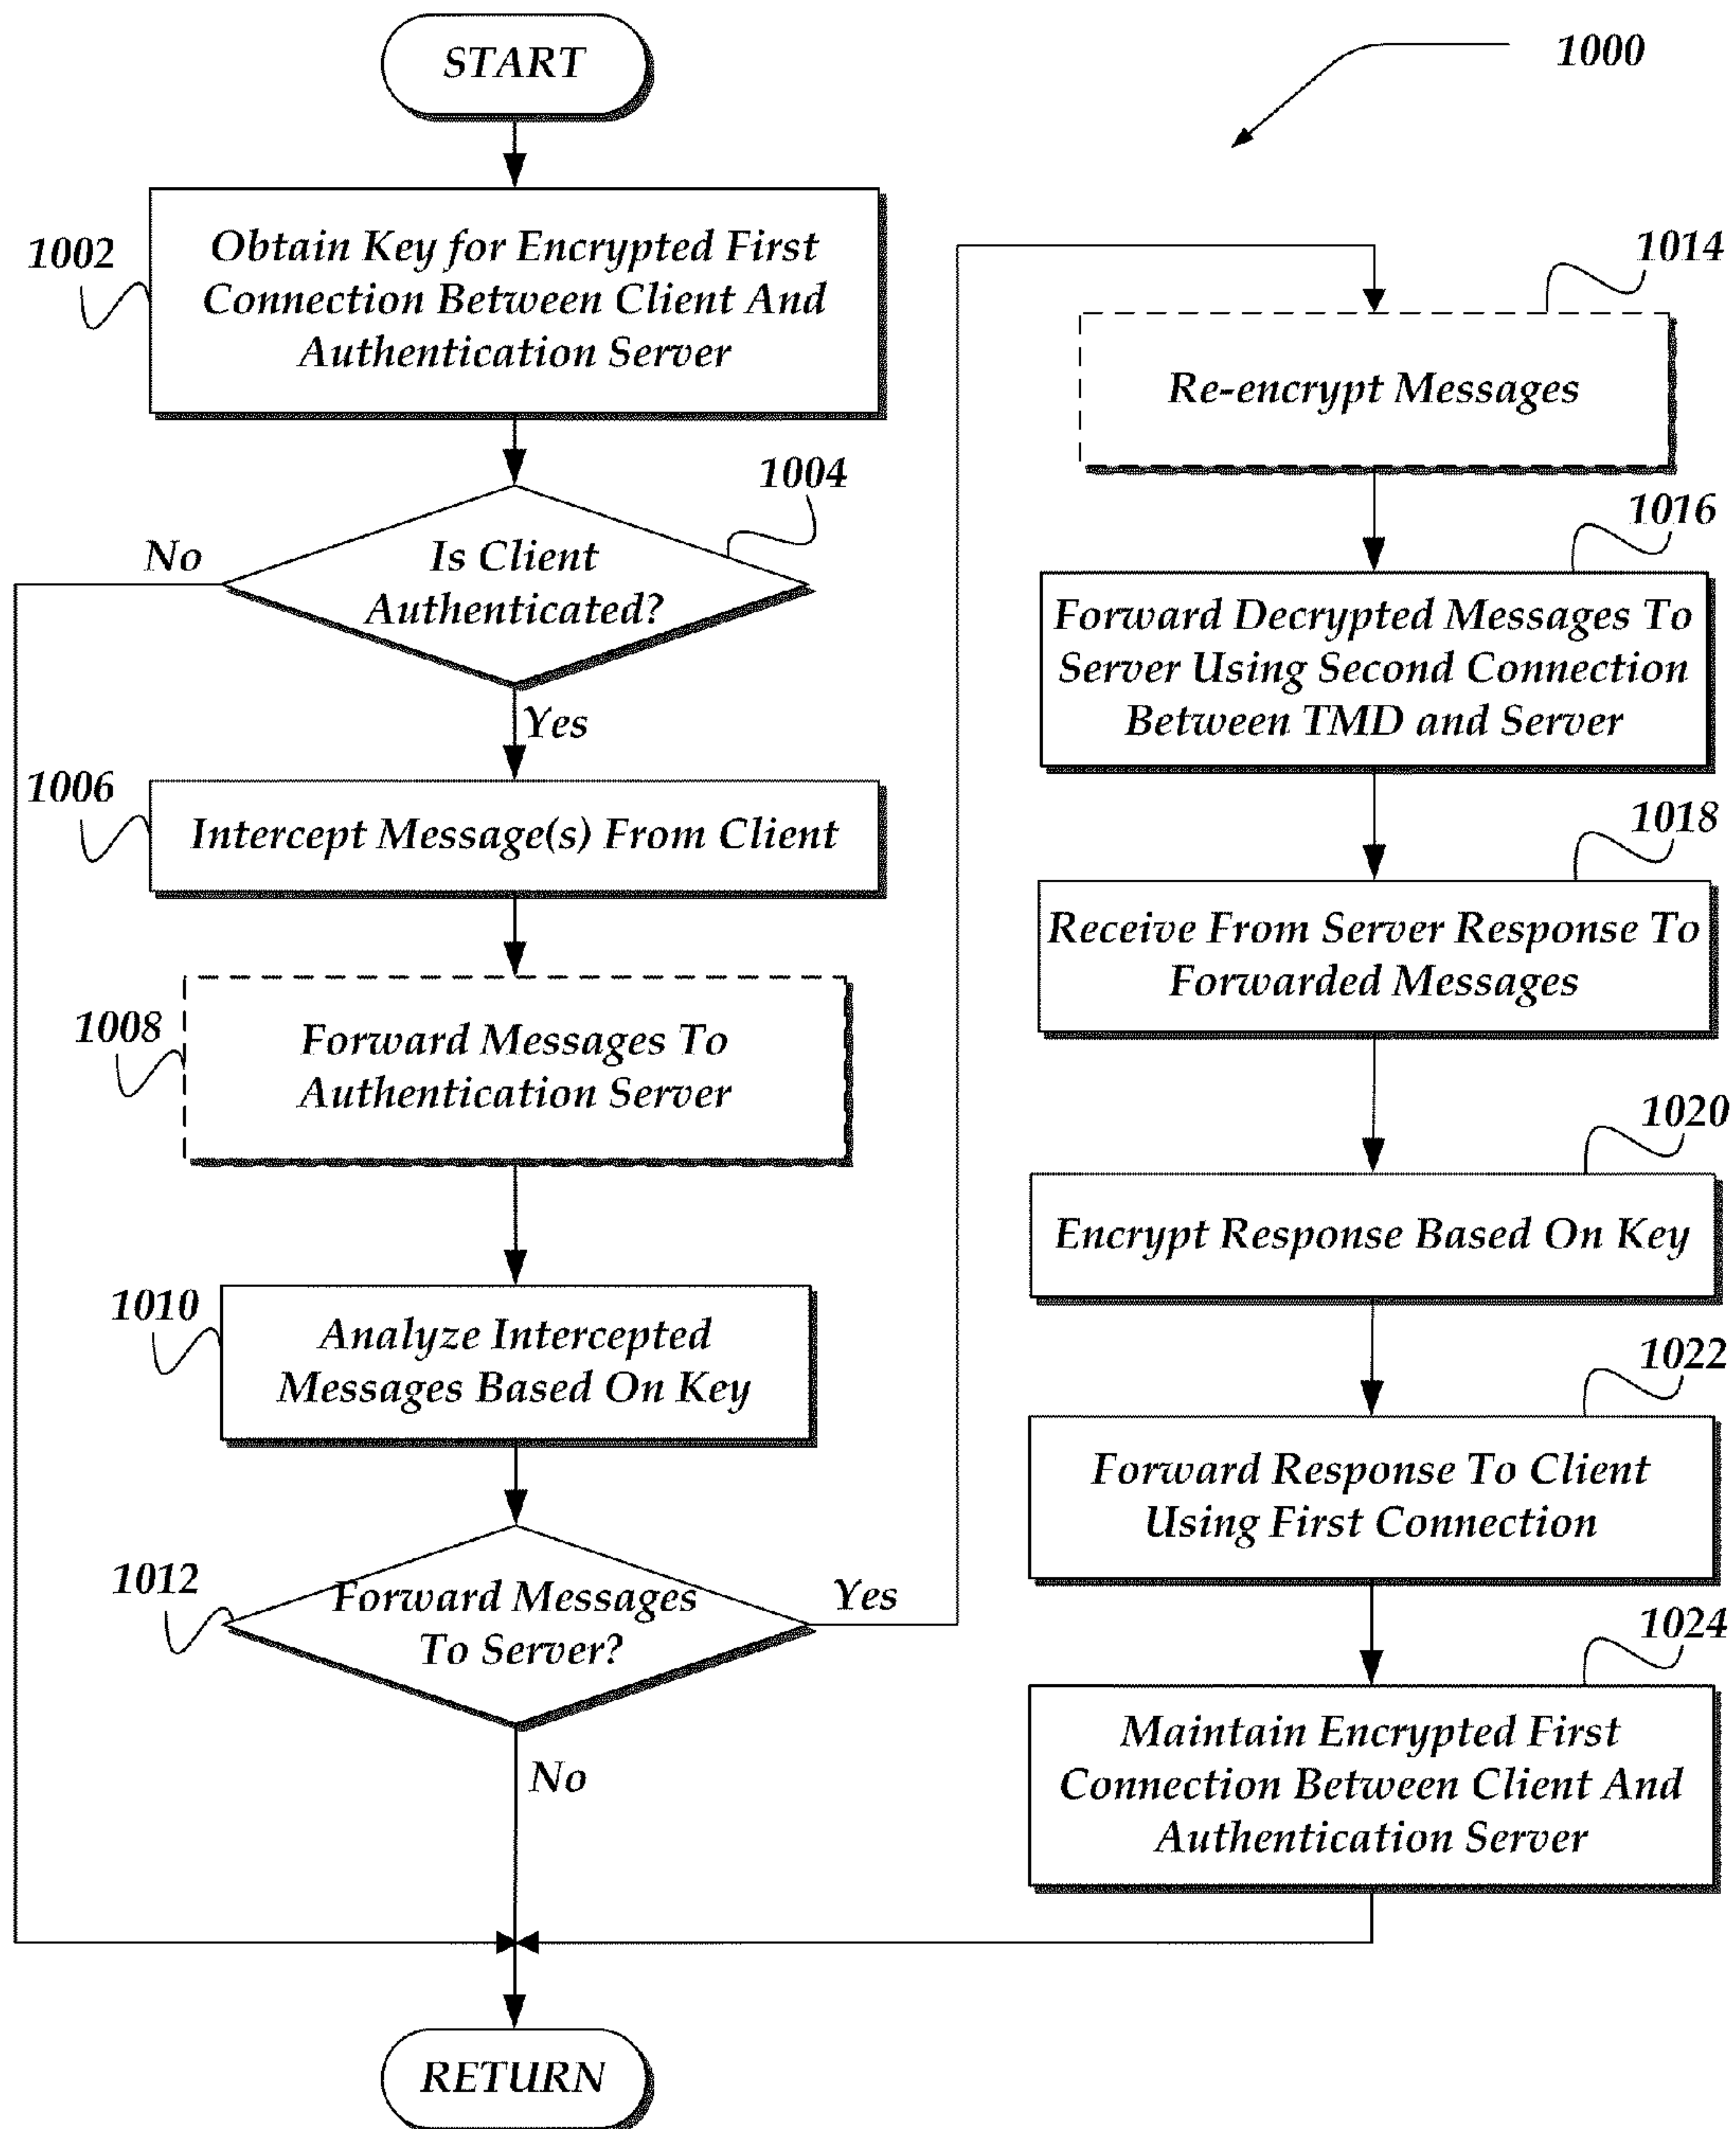 START
1000
1002
Obtain Key for Encrypted First
Connection Between Client And
Authentication Server
1004
No
Is Client
Authenticated?
Yes
1006
Intercept Message(s) From Client
1008
Forward Messages To
Authentication Server
1010
Analyze Intercepted
Messages Based On Key
1012
Forward Messages
To Server?
Yes
No
1014
Re-encrypt Messages
1016
Forward Decrypted Messages To
Server Using Second Connection
Between TMD and Server
1018
Receive From Server Response To
Forwarded Messages
1020
Encrypt Response Based On Key
1022
Forward Response To Client
Using First Connection
1024
Maintain Encrypted First
Connection Between Client And
Authentication Server
RETURN